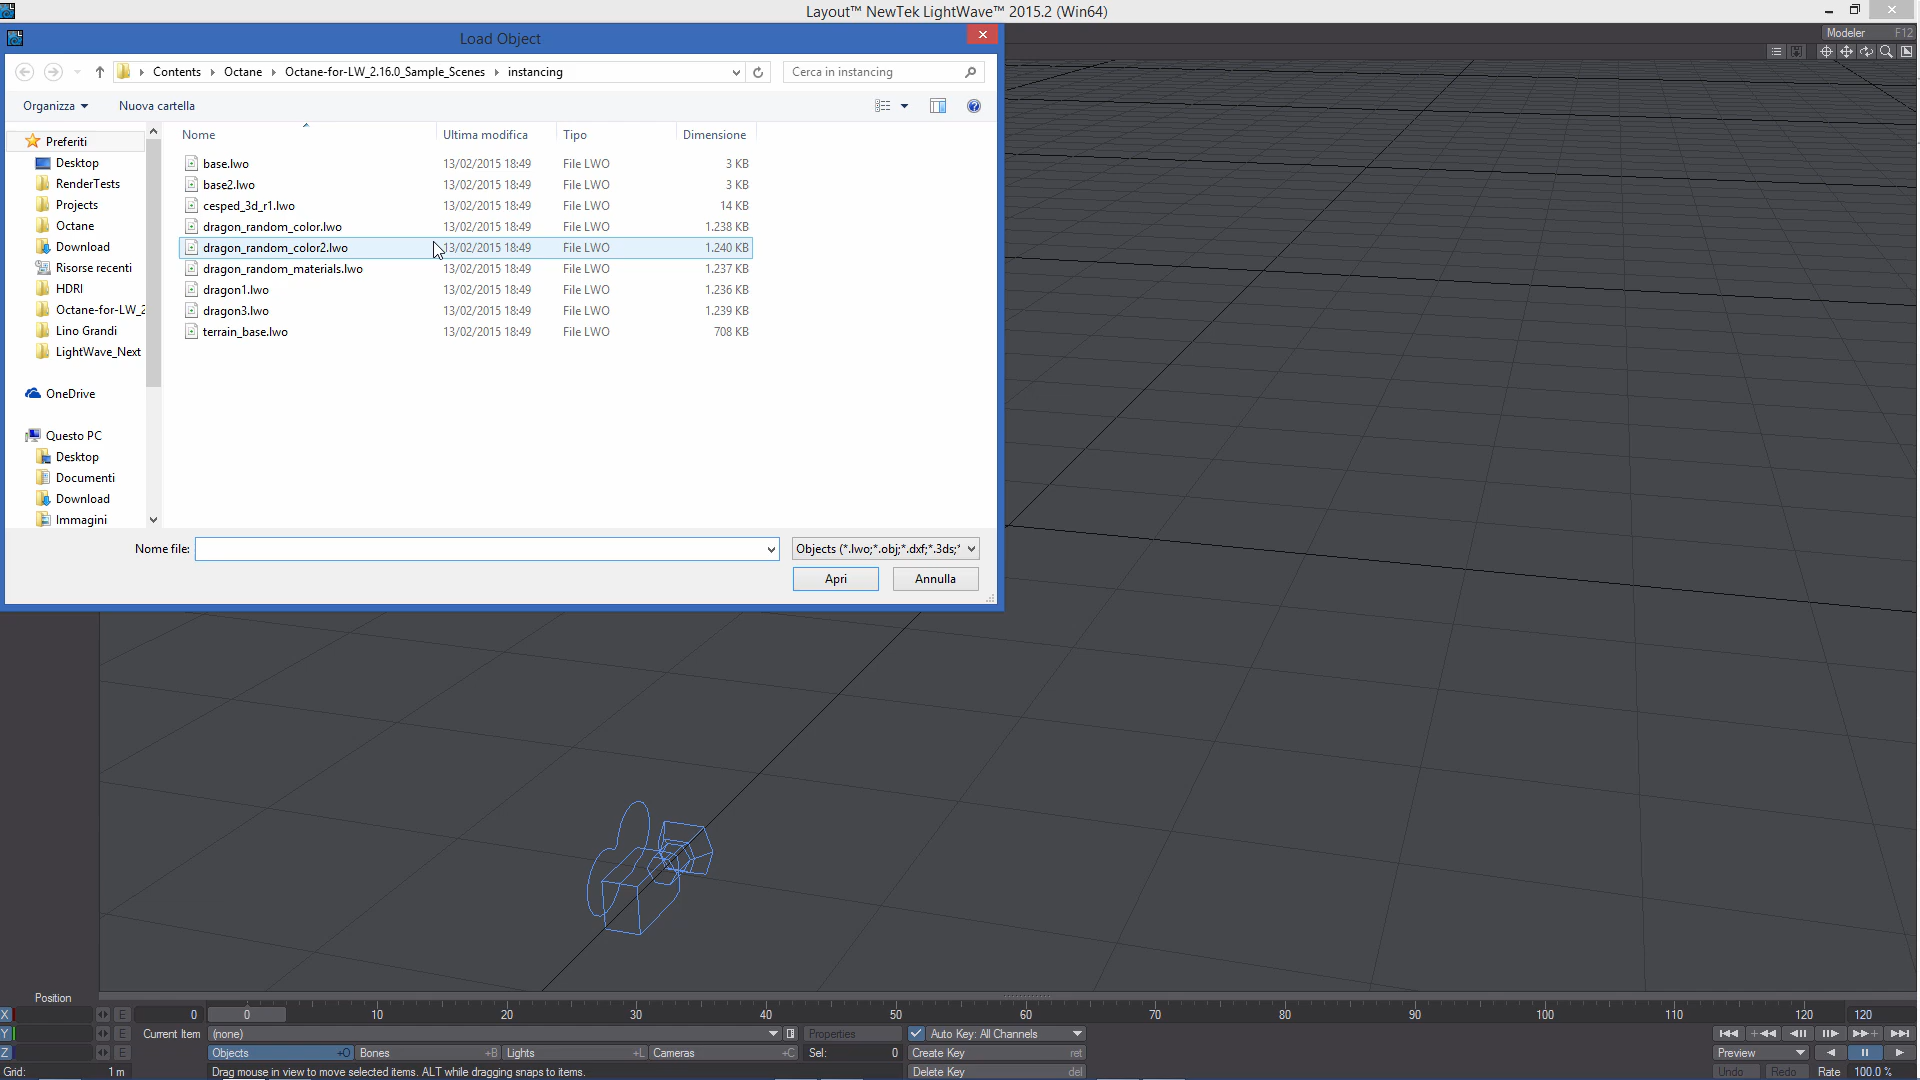 Layout™ NewTek LightWave™ 2015.2 (Win64)
Load Object
Modeler F12
Contents Octane Octane-for-LW_2.16.0_Sample_Scenes instancing
Cerca in instancing
Organizza Nuova cartella
Nome Ultima modifica Tipo Dimensione
Preferiti
Desktop
RenderTests
Projects
Octane
Download
Risorse recenti
HDRI
Octane-for-LW_2
Lino Grandi
LightWave_Next
OneDrive
Questo PC
Desktop
Documenti
Download
Immagini
base.lwo 13/02/2015 18:49 File LWO 3 KB
base2.lwo 13/02/2015 18:49 File LWO 3 KB
cesped_3d_r1.lwo 13/02/2015 18:49 File LWO 14 KB
dragon_random_color.lwo 13/02/2015 18:49 File LWO 1.238 KB
dragon_random_color2.lwo 13/02/2015 18:49 File LWO 1.240 KB
dragon_random_materials.lwo 13/02/2015 18:49 File LWO 1.237 KB
dragon1.lwo 13/02/2015 18:49 File LWO 1.236 KB
dragon3.lwo 13/02/2015 18:49 File LWO 1.239 KB
terrain_base.lwo 13/02/2015 18:49 File LWO 708 KB
Nome file: Objects (*.lwo;*.obj;*.dxf;*.3ds;*
Apri Annulla
Position
X E 0 0 10 20 30 40 50 60 70 80 90 100 110 120 120
Y E Current Item (none) Properties Auto Key: All Channels
Z E Objects +O Bones +B Lights +L Cameras +C Sel: 0 Create Key ret Preview
Grid: 1 m Drag mouse in view to move selected items. ALT while dragging snaps to items. Delete Key del Undo Redo Rate 100.0 %